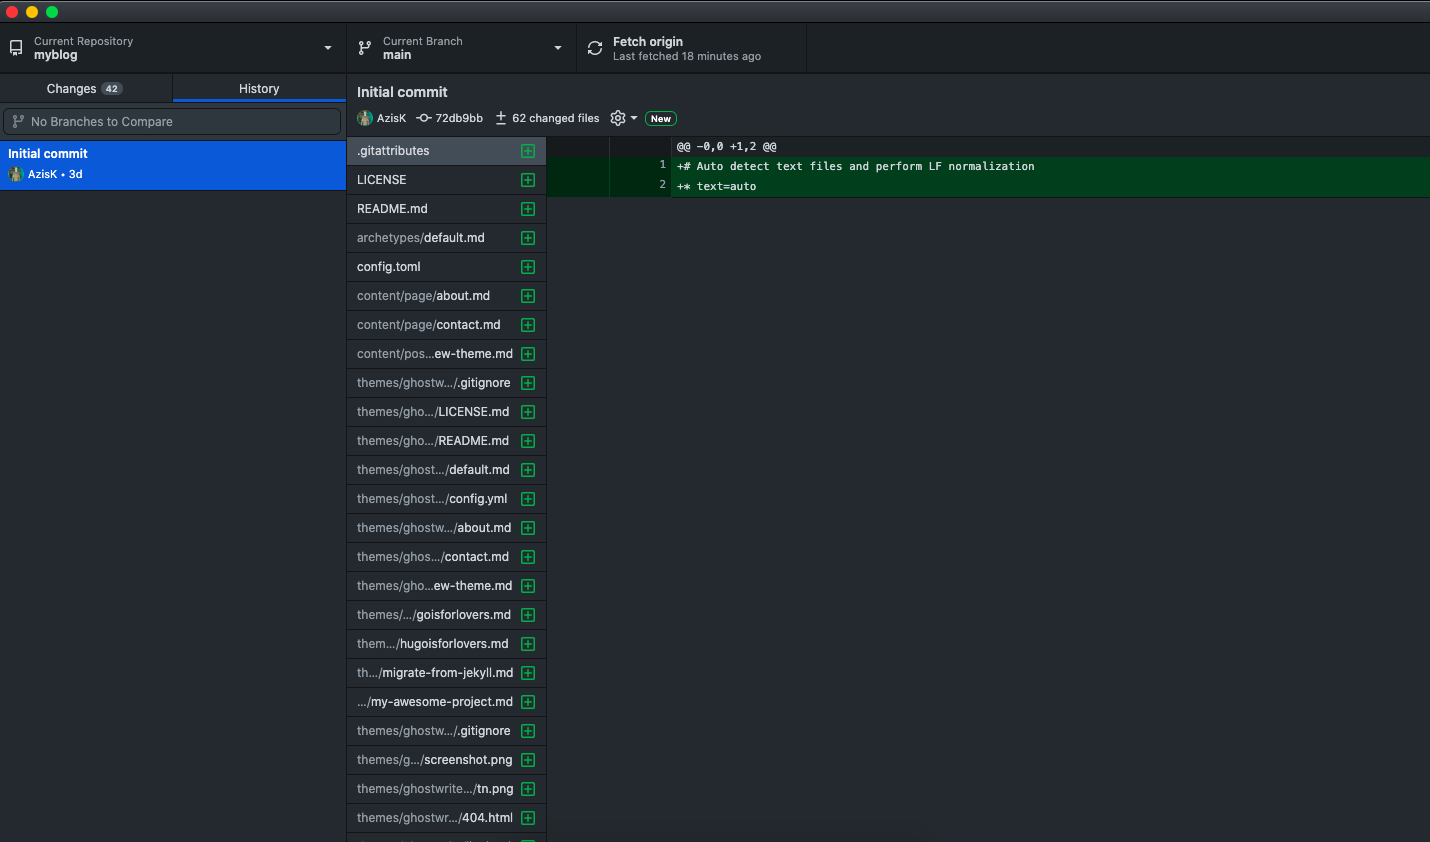 Current Repository
myblog
Current Branch
main
Fetch origin
Last fetched 18 minutes ago
Changes 42
History
No Branches to Compare
Initial commit
AzisK • 3d
Initial commit
AzisK 72db9bb 62 changed files New
.gitattributes
LICENSE
README.md
archetypes/default.md
config.toml
content/page/about.md
content/page/contact.md
content/pos...ew-theme.md
themes/ghostw.../.gitignore
themes/gho.../LICENSE.md
themes/gho.../README.md
themes/ghost.../default.md
themes/ghost.../config.yml
themes/ghostw.../about.md
themes/ghos.../contact.md
themes/gho...ew-theme.md
themes/.../goisforlovers.md
them.../hugoisforlovers.md
th.../migrate-from-jekyll.md
.../my-awesome-project.md
themes/ghostw.../.gitignore
themes/g.../screenshot.png
themes/ghostwrite.../tn.png
themes/ghostwr.../404.html
@@ -0,0 +1,2 @@
1 +# Auto detect text files and perform LF normalization
2 +* text=auto